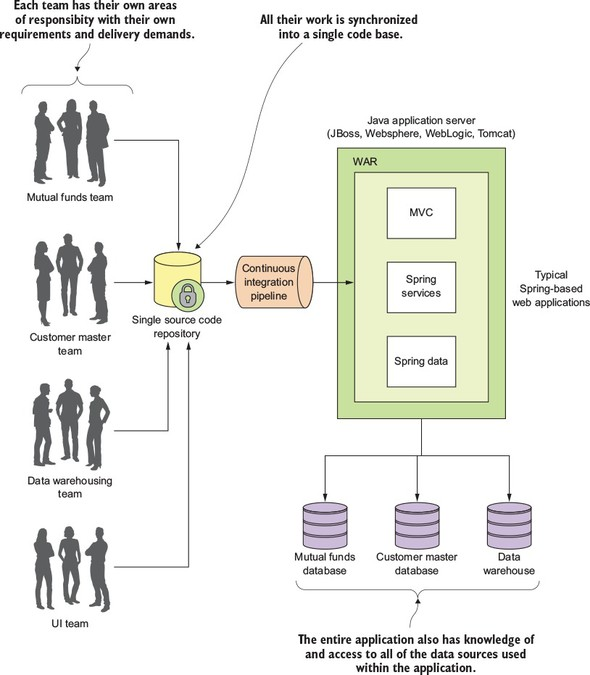 Each team has their own areas
of responsibity with their own
requirements and delivery demands.
All their work is synchronized
into a single code base.
Java application server
(JBoss, Websphere, WebLogic, Tomcat)
WAR
MVC
Mutual funds team
Continuous
integration
pipeline
Spring
services
Typical
Spring-based
web applications
Single source code
repository
Customer master
team
Spring data
Data warehousing
team
Mutual funds
database
Customer master
database
Data
warehouse
UI team
The entire application also has knowledge of
and access to all of the data sources used
within the application.